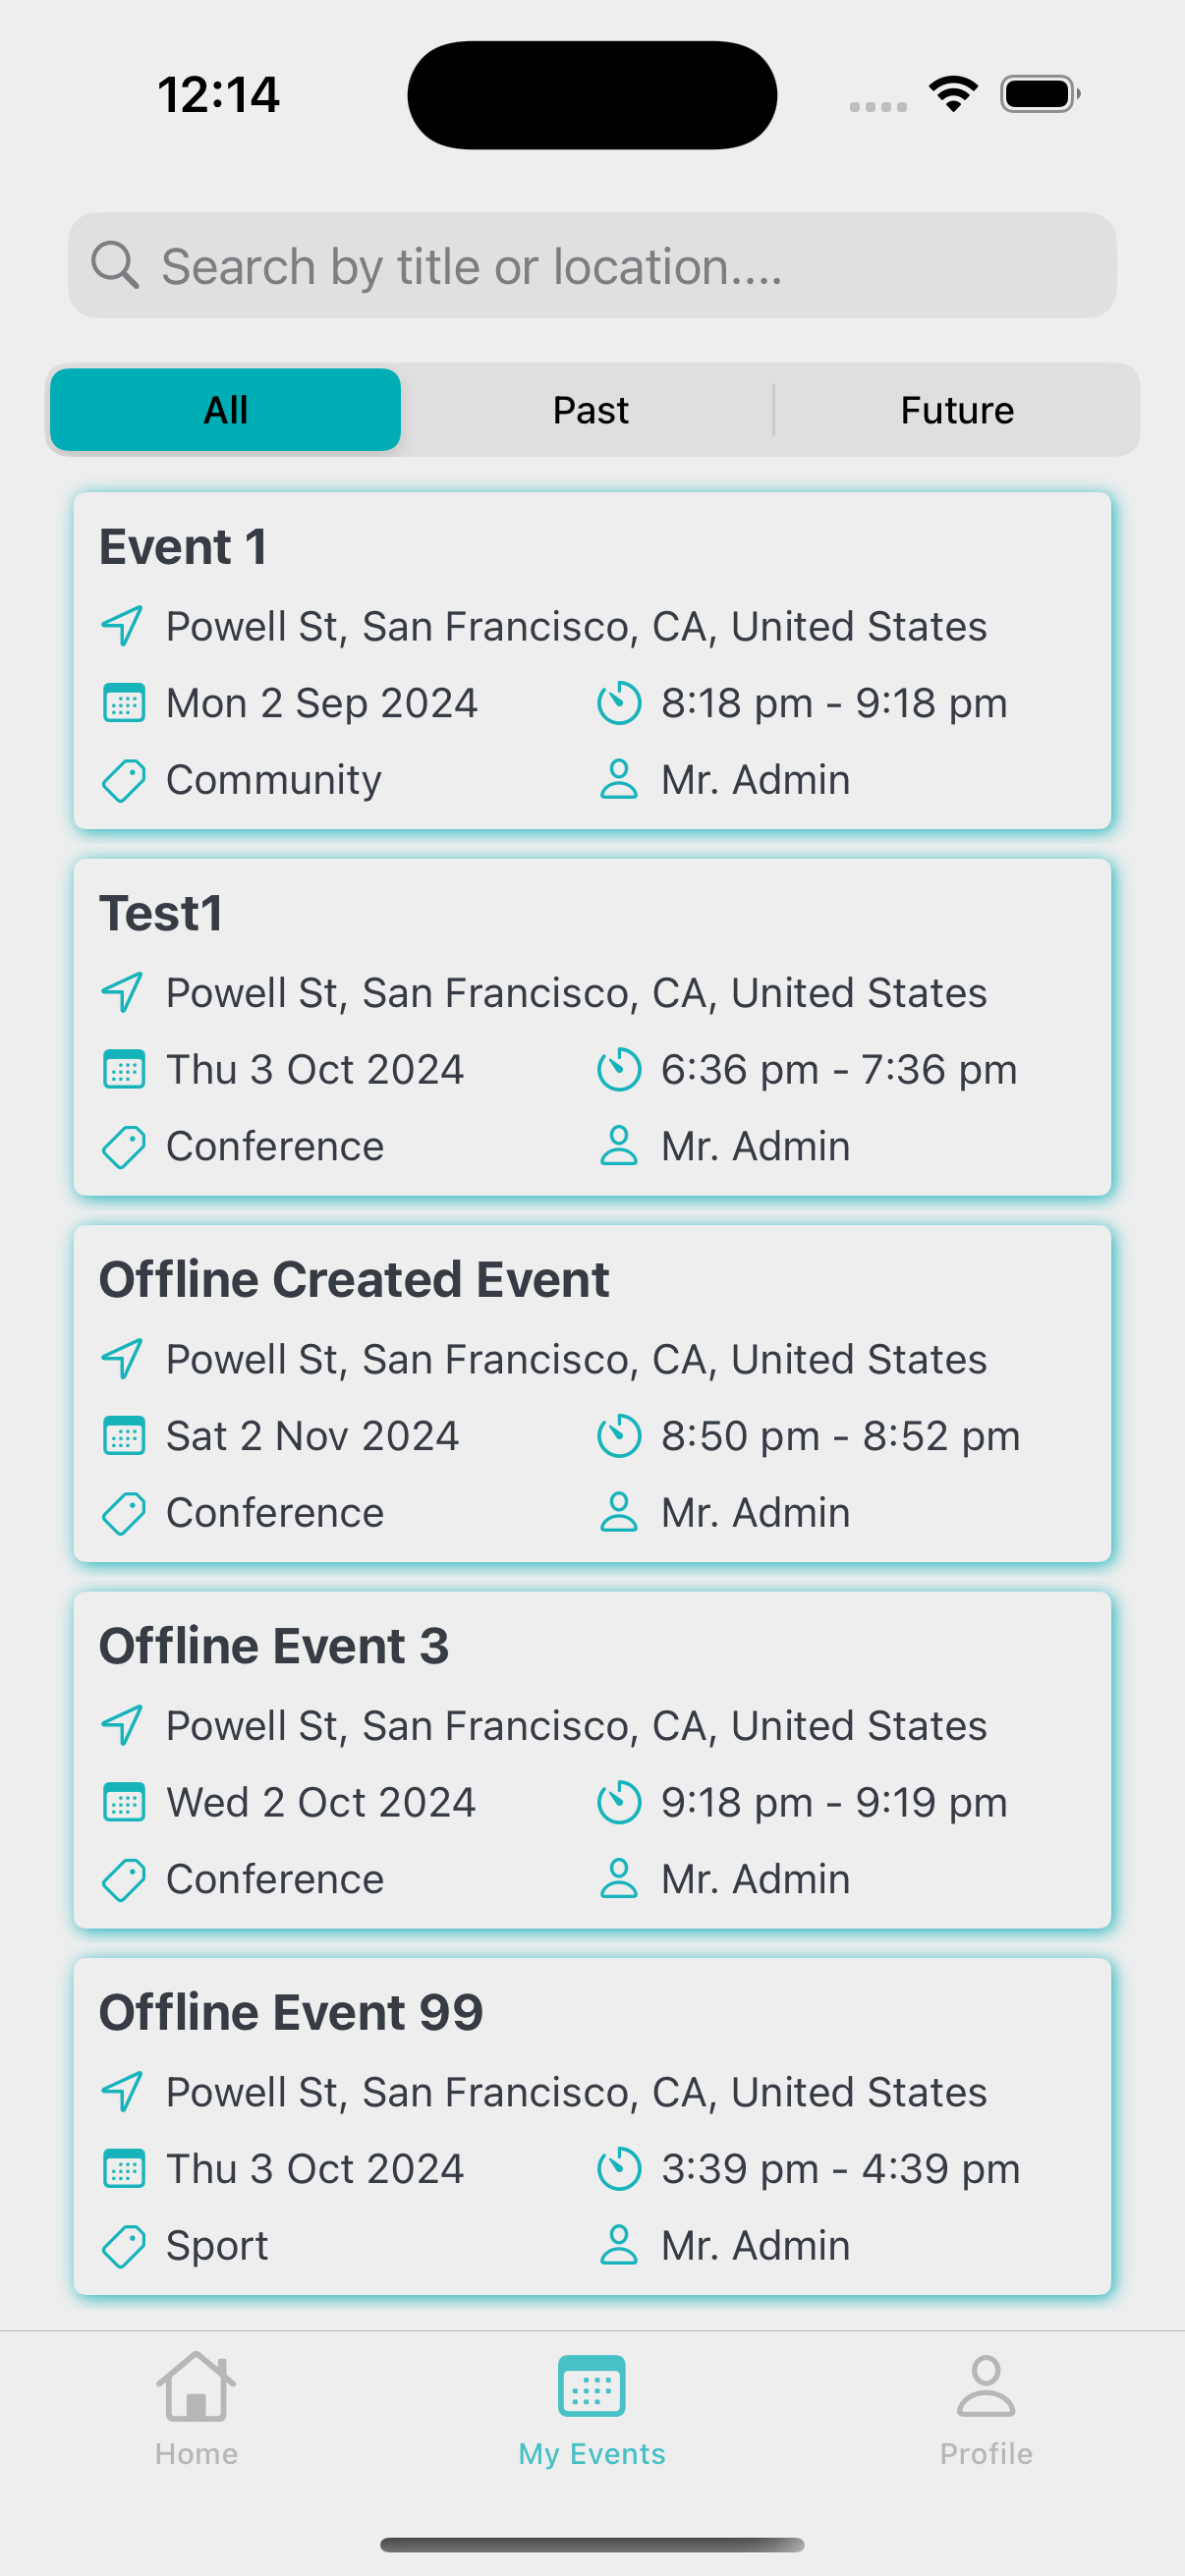 12:14
Search by title or location....
All Past Future
Event 1
Powell St, San Francisco, CA, United States
Mon 2 Sep 2024 8:18 pm - 9:18 pm
Community Mr. Admin
Test1
Powell St, San Francisco, CA, United States
Thu 3 Oct 2024 6:36 pm - 7:36 pm
Conference Mr. Admin
Offline Created Event
Powell St, San Francisco, CA, United States
Sat 2 Nov 2024 8:50 pm - 8:52 pm
Conference Mr. Admin
Offline Event 3
Powell St, San Francisco, CA, United States
Wed 2 Oct 2024 9:18 pm - 9:19 pm
Conference Mr. Admin
Offline Event 99
Powell St, San Francisco, CA, United States
Thu 3 Oct 2024 3:39 pm - 4:39 pm
Sport Mr. Admin
Home My Events Profile